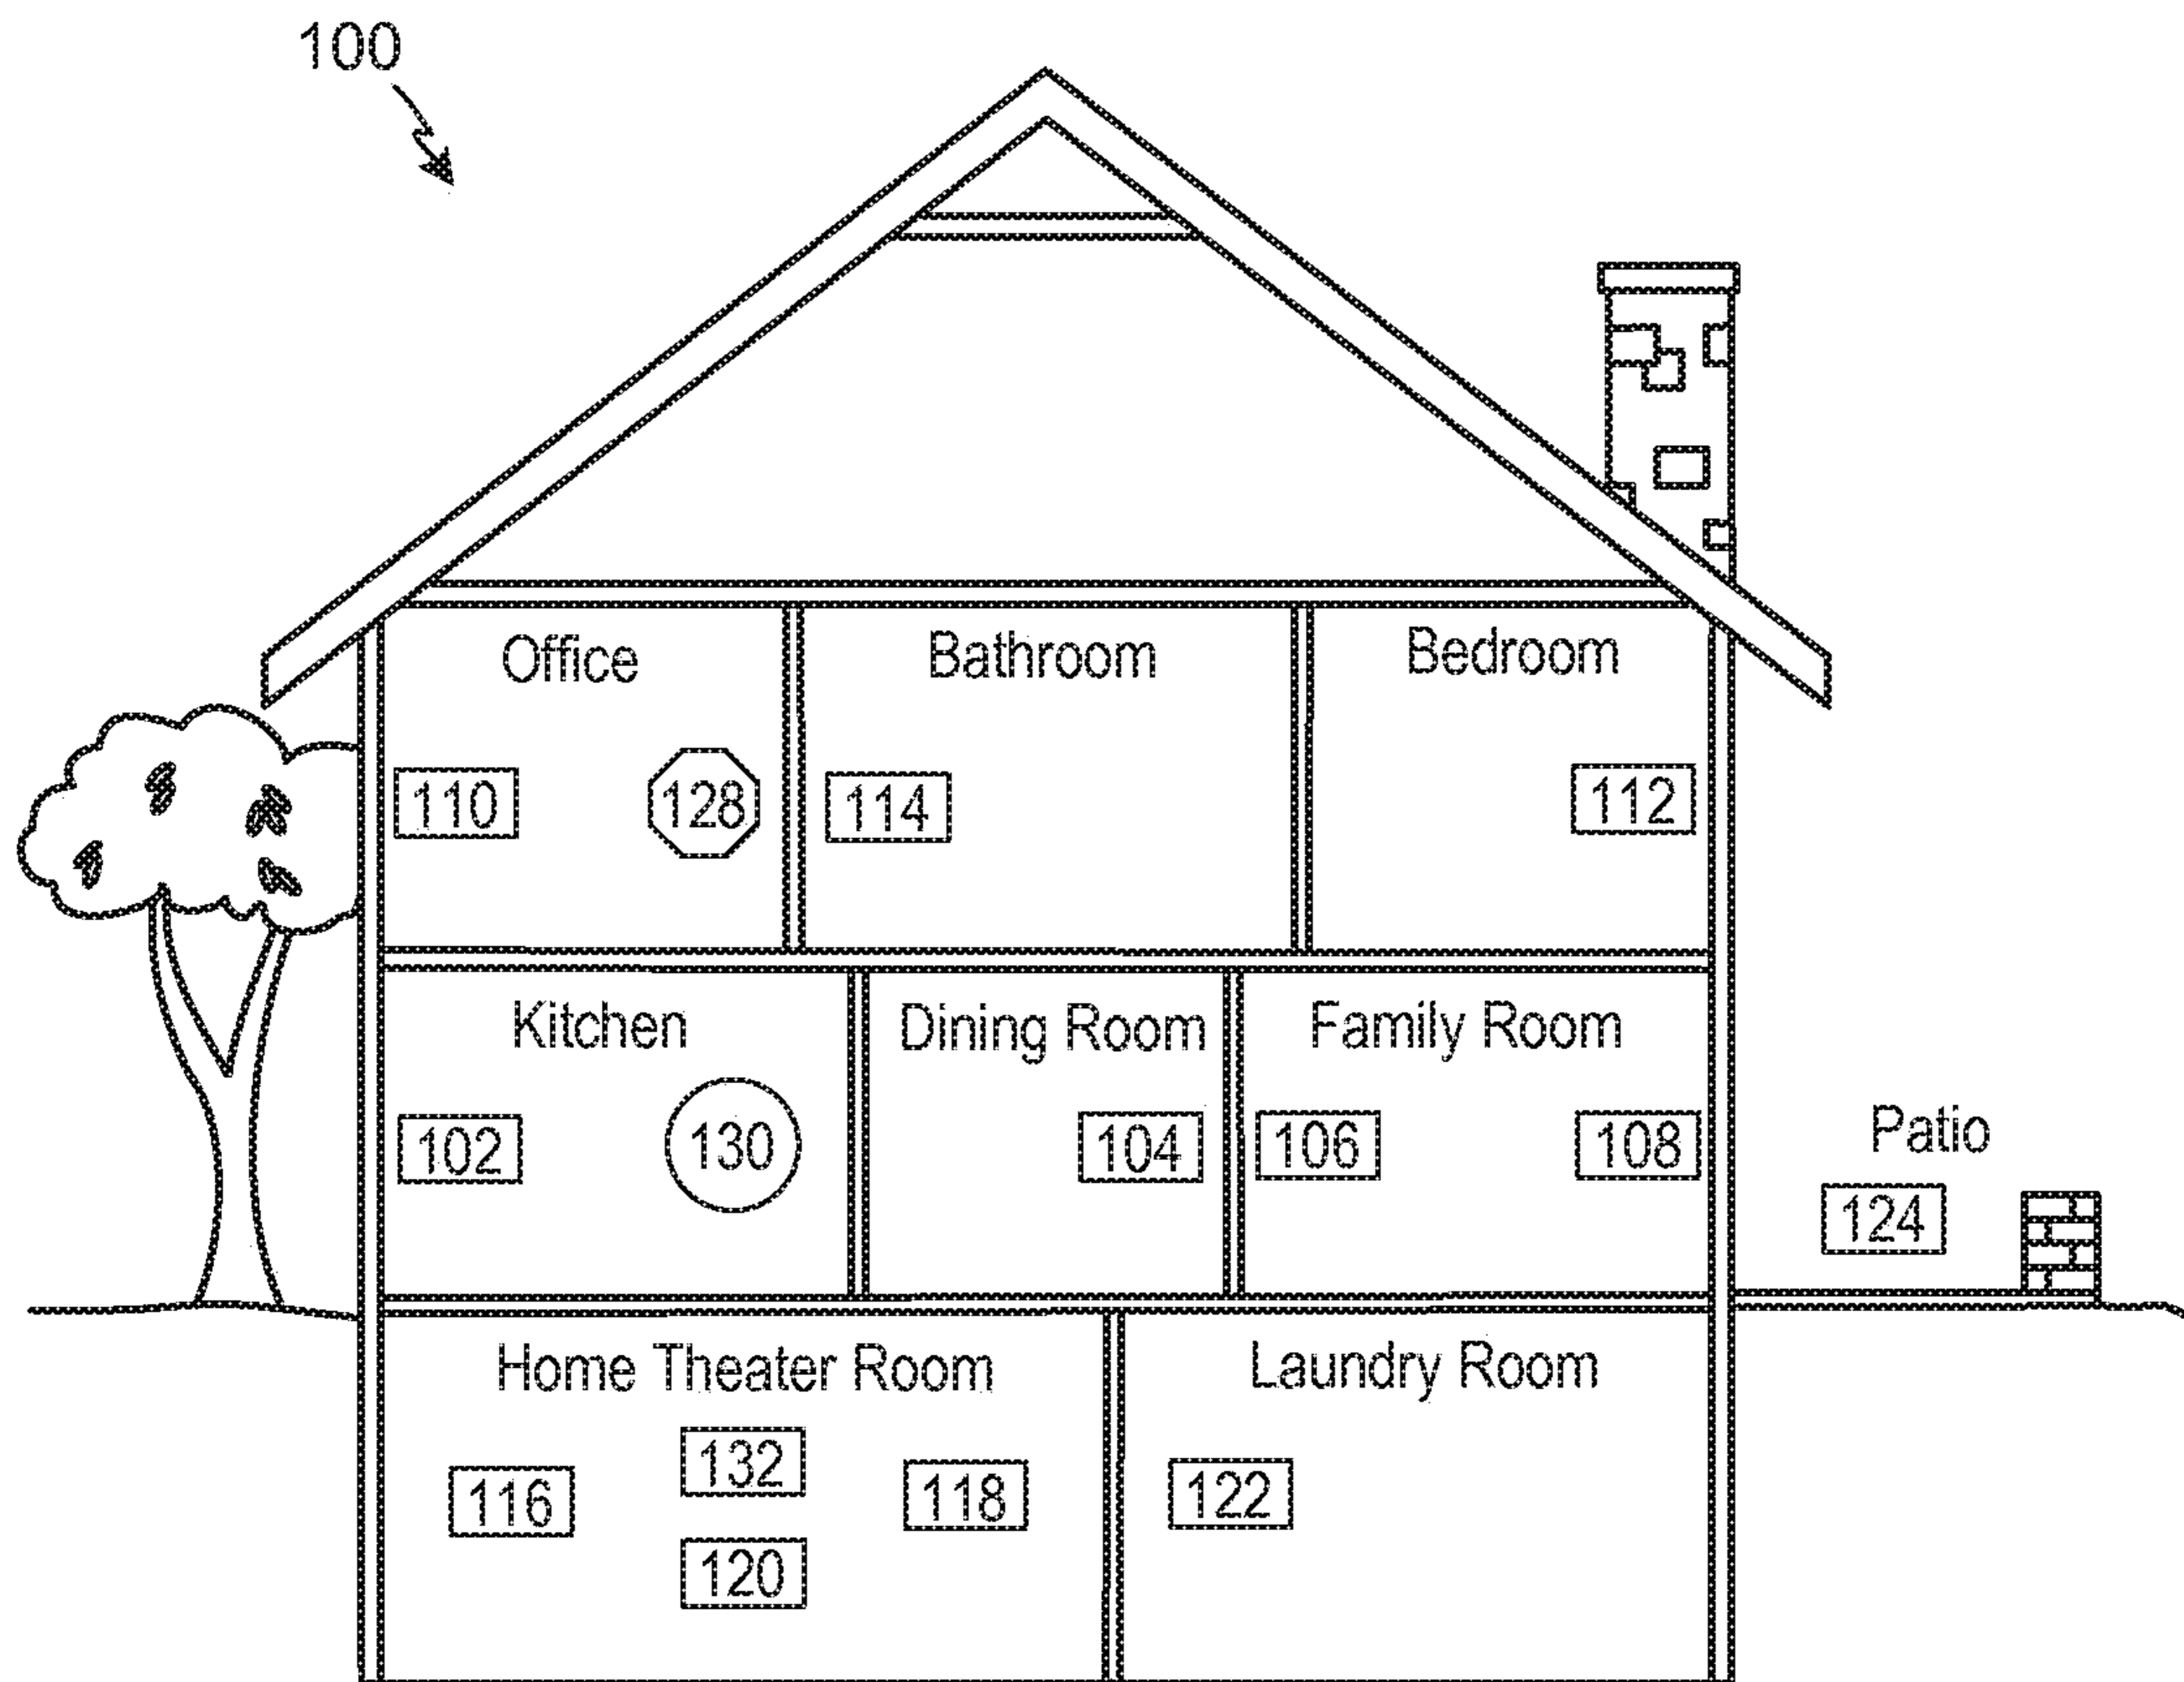 100
Office Bathroom Bedroom
110 128 114 112
Kitchen Dining Room Family Room
102 130 104 106 108
Patio
124
Home Theater Room Laundry Room
116 132 118 122
120